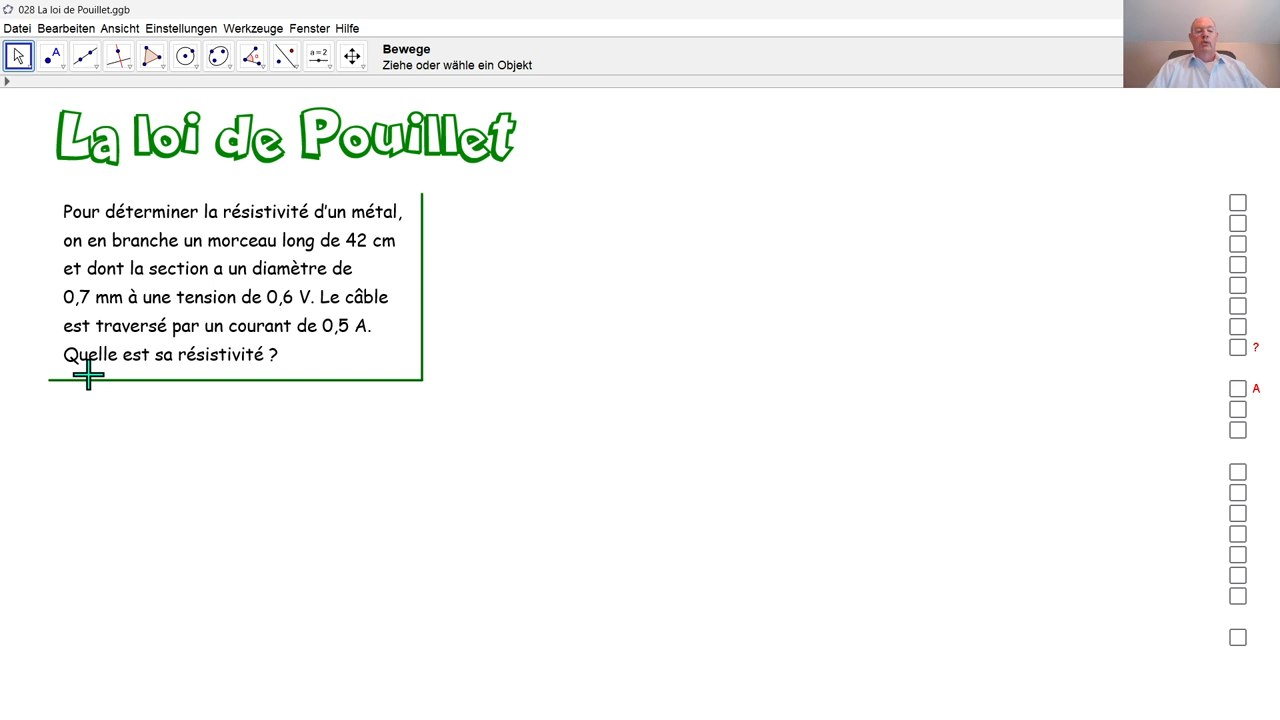 028 La loi de Pouillet.ggb
Datei Bearbeiten Ansicht Einstellungen Werkzeuge Fenster Hilfe
A
a=2
Bewege
Ziehe oder wähle ein Objekt
La loi de Pouillet
Pour déterminer la résistivité d'un métal,
on en branche un morceau long de 42 cm
et dont la section a un diamètre de
0,7 mm à une tension de 0,6 V. Le câble
est traversé par un courant de 0,5 A.
Quelle est sa résistivité ?
?
A